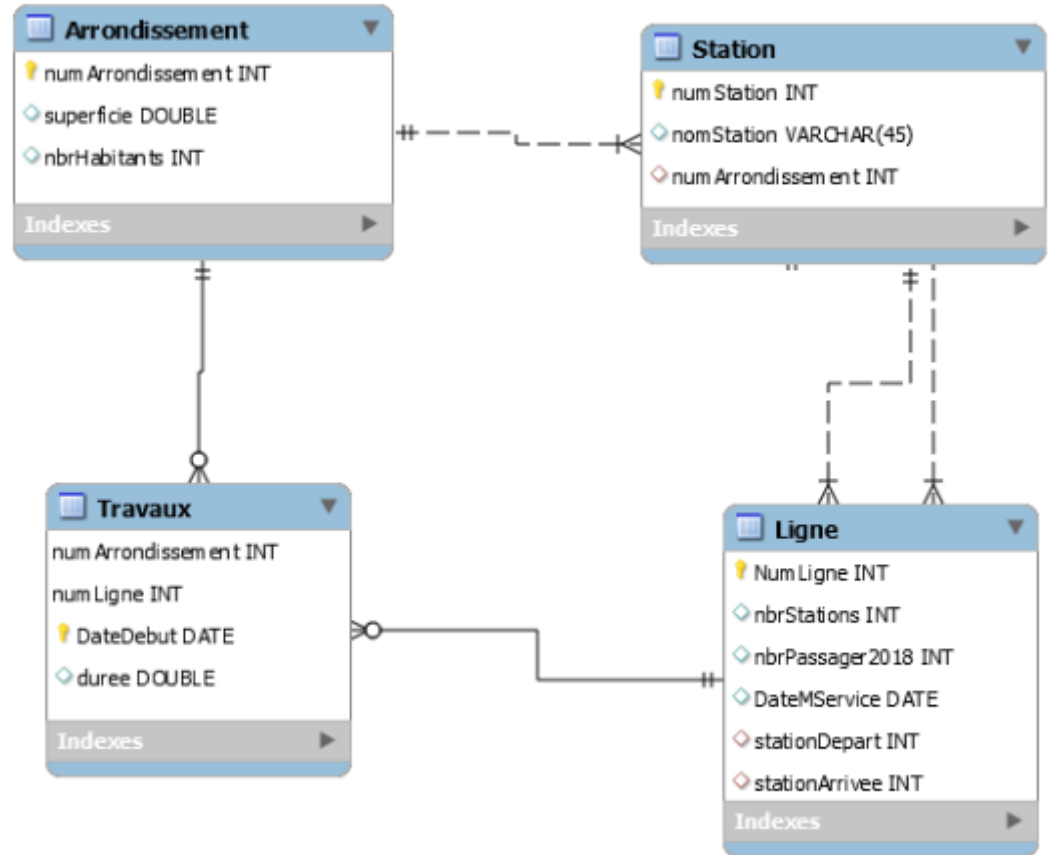 Arrondissement
numArrondissement INT
superficie DOUBLE
nbrHabitants INT
Indexes
Station
numStation INT
nomStation VARCHAR(45)
numArrondissement INT
Indexes
Travaux
numArrondissement INT
numLigne INT
DateDebut DATE
duree DOUBLE
Indexes
Ligne
NumLigne INT
nbrStations INT
nbrPassager2018 INT
DateMService DATE
stationDepart INT
stationArrivee INT
Indexes